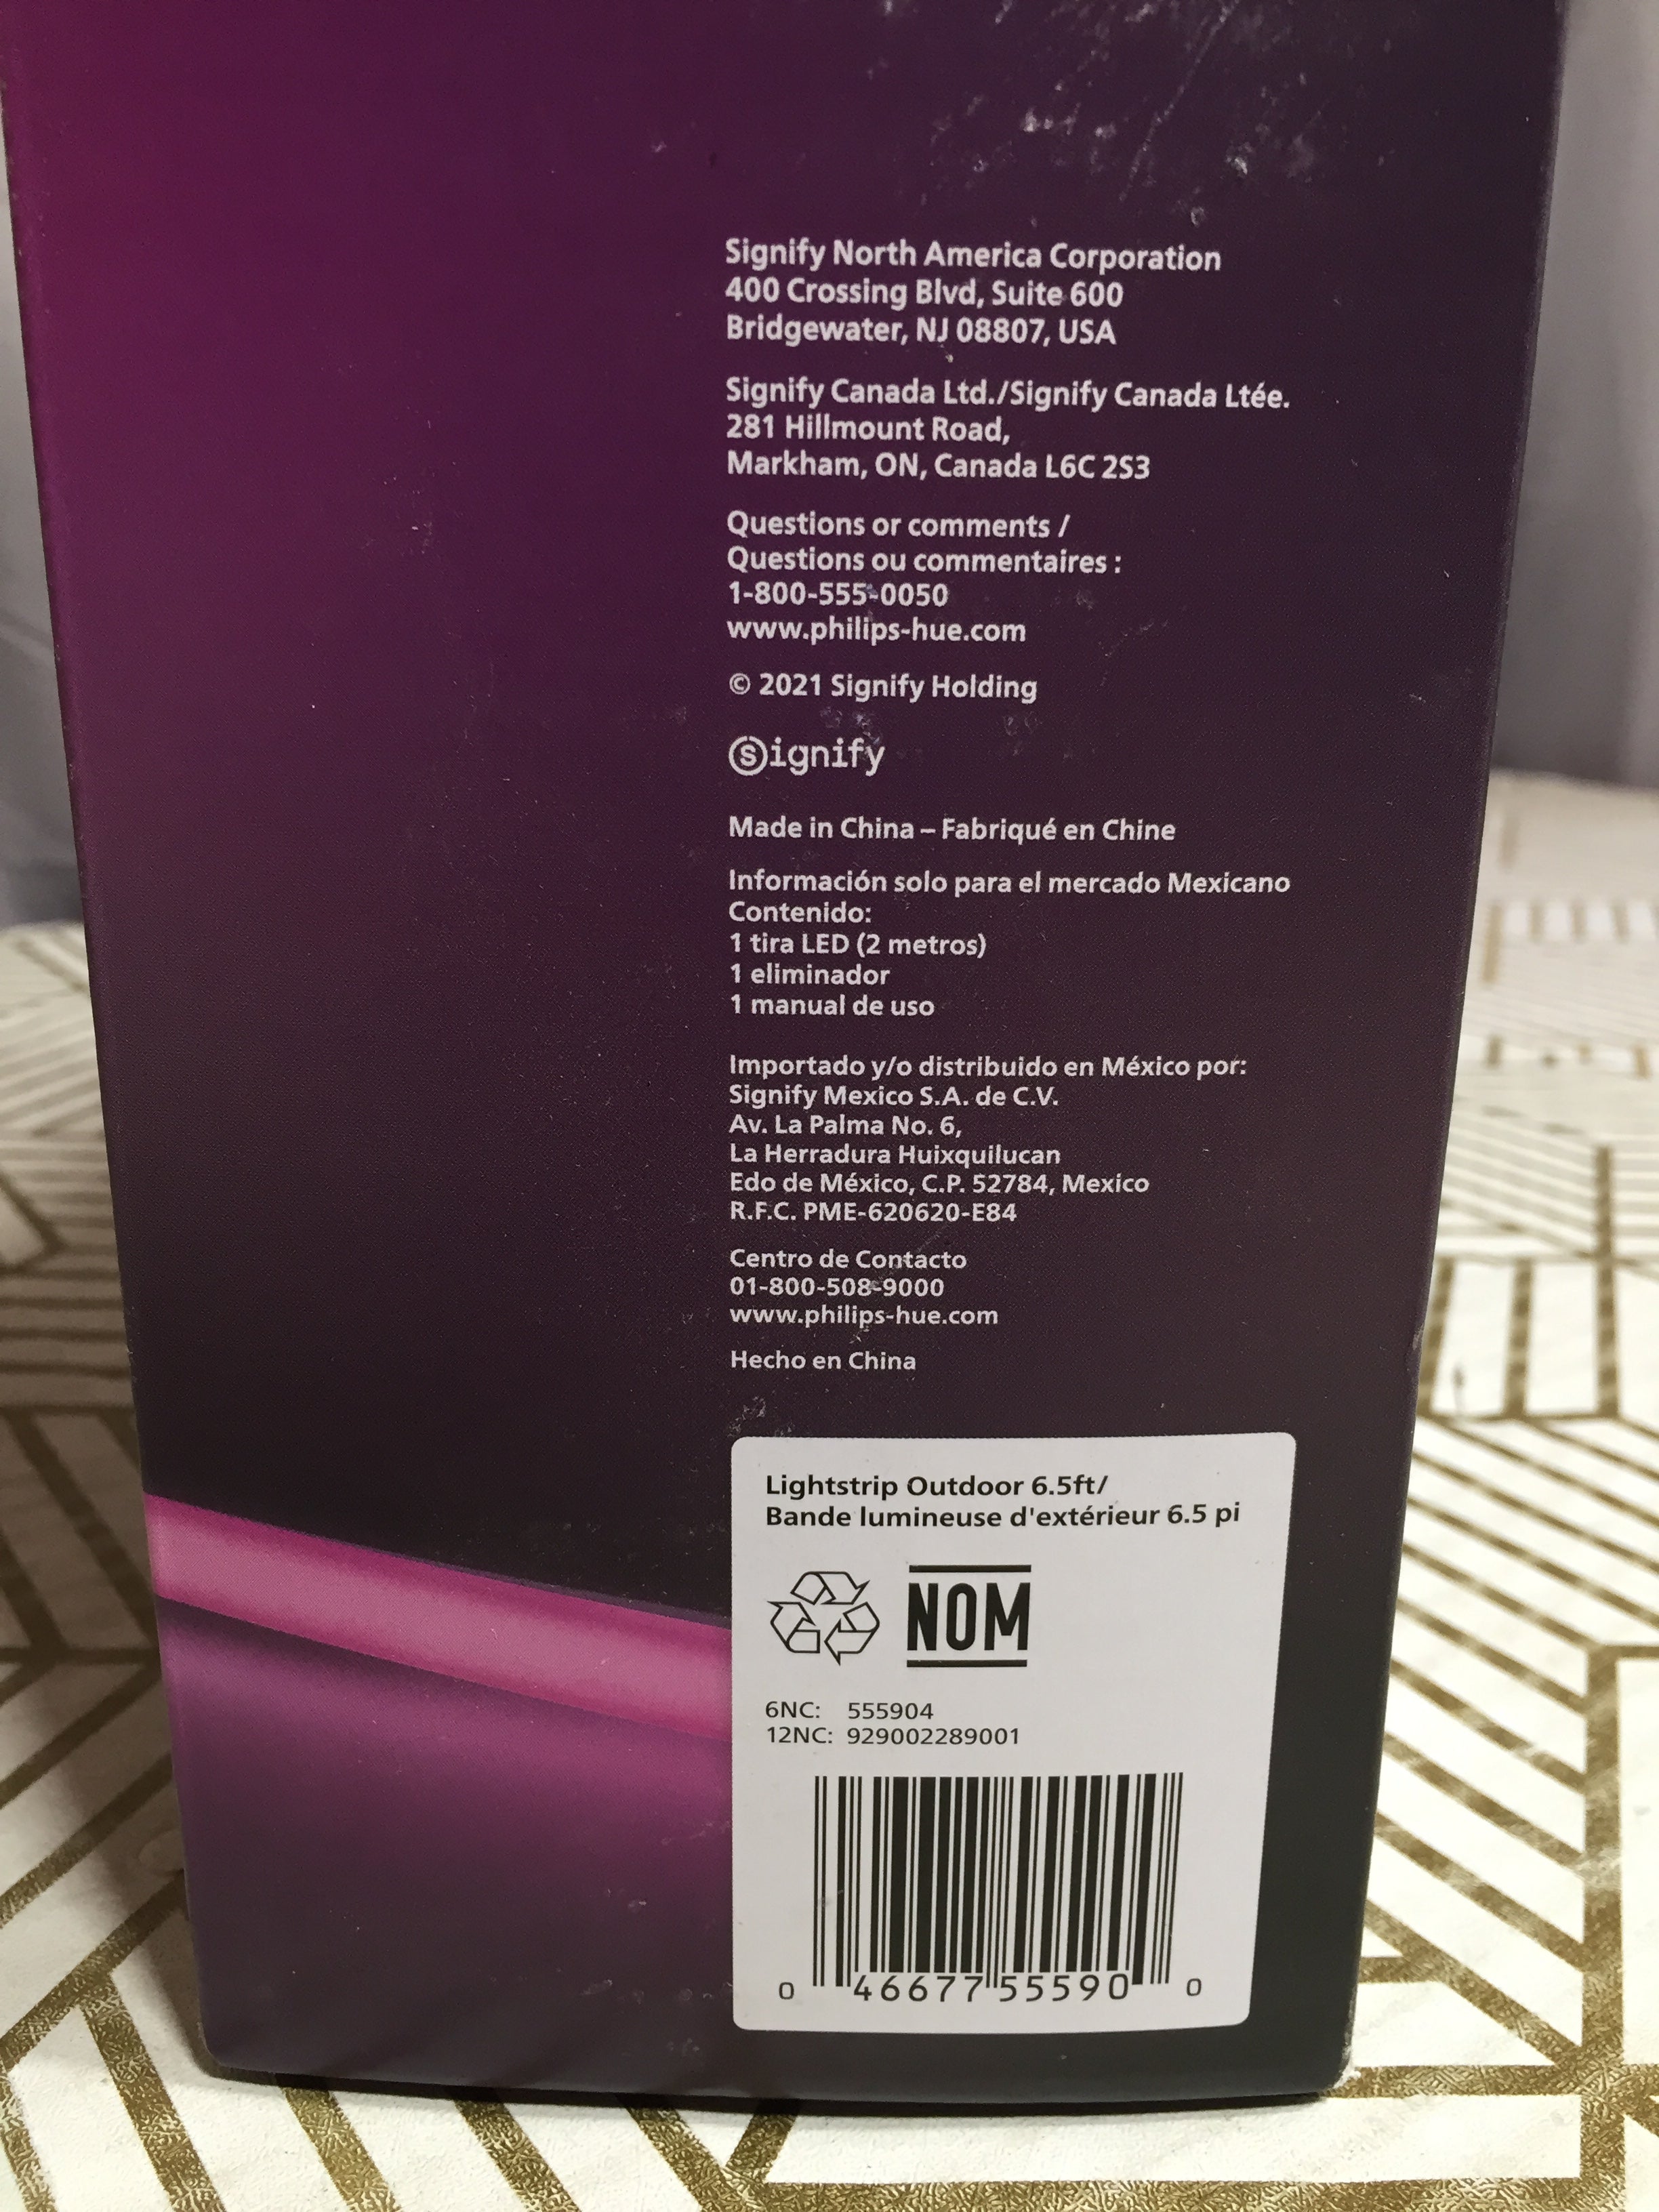 Signify North America Corporation
400 Crossing Blvd, Suite 600
Bridgewater, NJ 08807, USA
Signify Canada Ltd./Signify Canada Ltée.
281 Hillmount Road,
Markham, ON, Canada L6C 2S3
Questions or comments /
Questions ou commentaires :
1-800-555-0050
www.philips-hue.com
© 2021 Signify Holding
Signify
Made in China – Fabriqué en Chine
Información solo para el mercado Mexicano
Contenido:
1 tira LED (2 metros)
1 eliminador
1 manual de uso
Importado y/o distribuido en México por:
Signify Mexico S.A. de C.V.
Av. La Palma No. 6,
La Herradura Huixquilucan
Edo de México, C.P. 52784, Mexico
R.F.C. PME-620620-E84
Centro de Contacto
01-800-508-9000
www.philips-hue.com
Hecho en China
Lightstrip Outdoor 6.5ft/
Bande lumineuse d'extérieur 6.5 pi
NOM
6NC: 555904
12NC: 929002289001
0 46677 55590 0